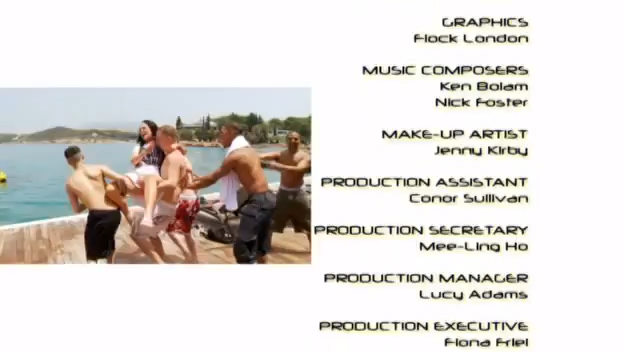 GRAPHICS
Flock London
MUSIC COMPOSERS
Ken Bolam
Nick Foster
MAKE-UP ARTIST
Jenny Kirby
PRODUCTION ASSISTANT
Conor Sullivan
PRODUCTION SECRETARY
Mee-Ling Ho
PRODUCTION MANAGER
Lucy Adams
PRODUCTION EXECUTIVE
Fiona Friel